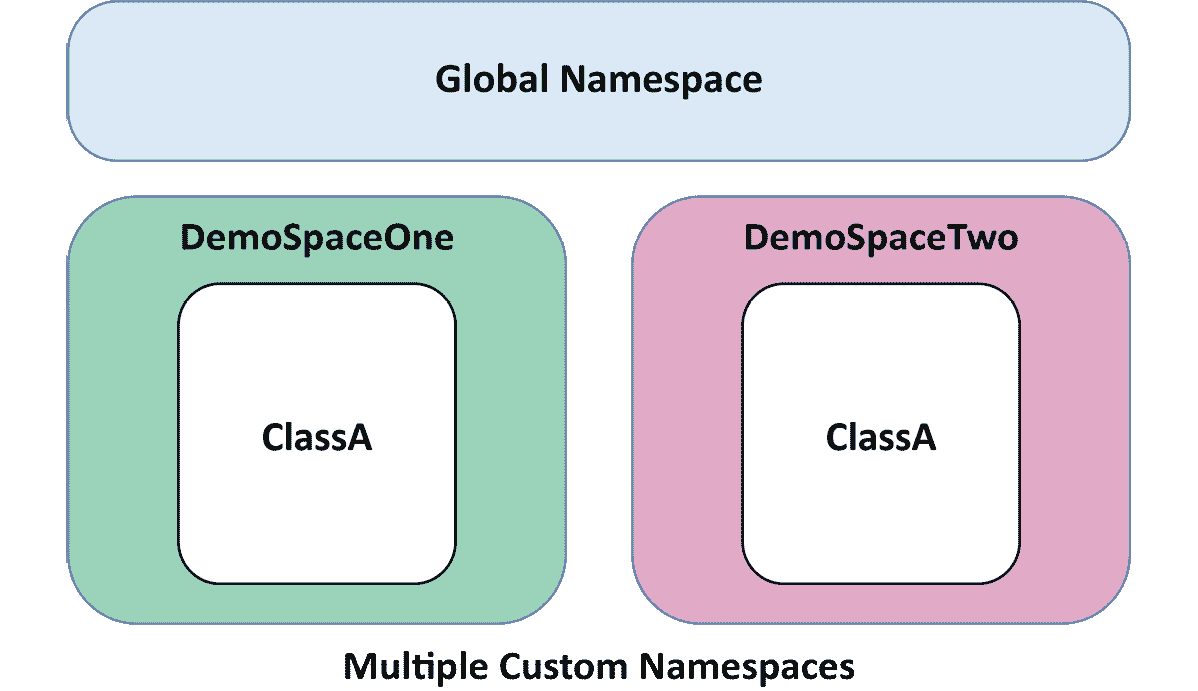 Global Namespace
DemoSpaceOne
DemoSpaceTwo
ClassA
ClassA
Multiple Custom Namespaces